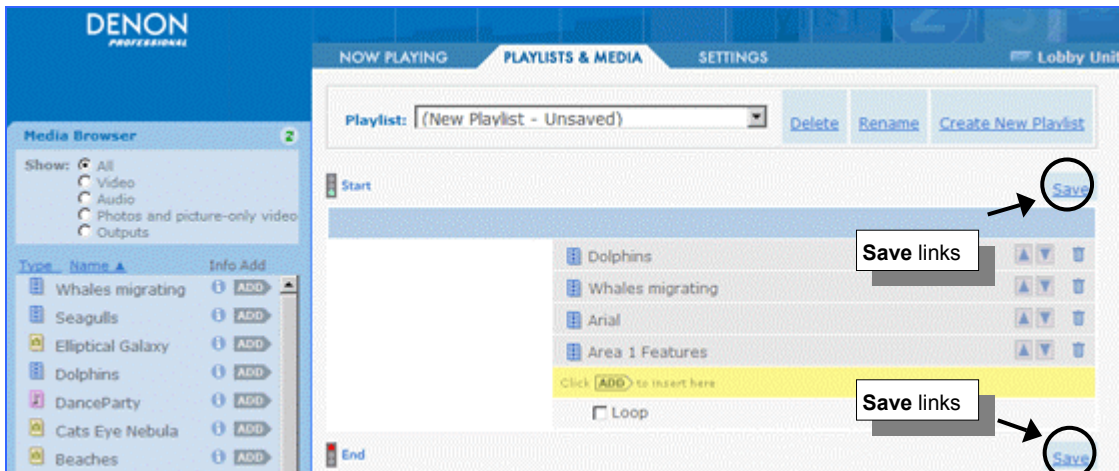 DENON
PROFESSIONAL
NOW PLAYING PLAYLISTS & MEDIA SETTINGS Lobby Unit
Playlist: (New Playlist - Unsaved) Delete Rename Create New Playlist
Media Browser
Show: All
Video
Audio
Photos and picture-only video
Outputs
Type Name Info Add
Whales migrating ADD
Seagulls ADD
Elliptical Galaxy ADD
Dolphins ADD
DanceParty ADD
Cats Eye Nebula ADD
Beaches ADD
Start Save
Save links
Dolphins
Whales migrating
Arial
Area 1 Features
Click ADD to insert here
Loop
Save links
End Save